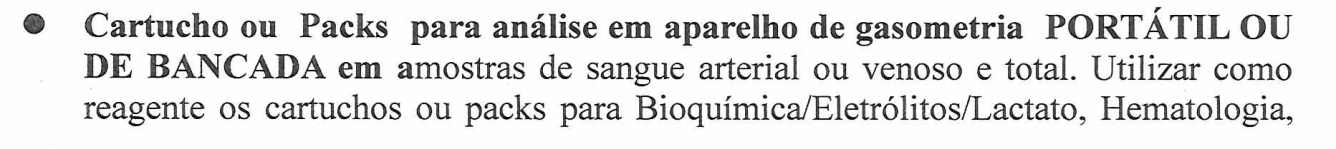 ● Cartucho ou Packs para análise em aparelho de gasometria PORTÁTIL OU
DE BANCADA em amostras de sangue arterial ou venoso e total. Utilizar como
reagente os cartuchos ou packs para Bioquímica/Eletrólitos/Lactato, Hematologia,